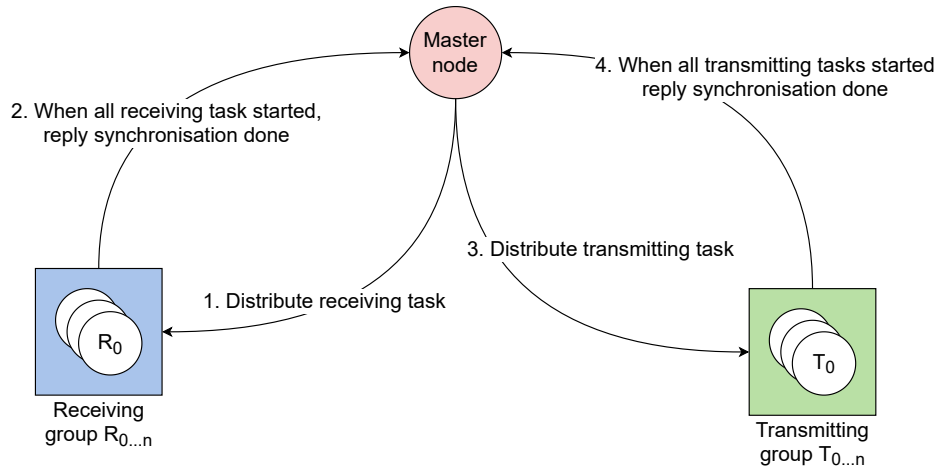 Master
node
2. When all receiving task started,
reply synchronisation done
4. When all transmitting tasks started
reply synchronisation done
3. Distribute transmitting task
1. Distribute receiving task
R0
T0
Receiving
group R0...n
Transmitting
group T0...n